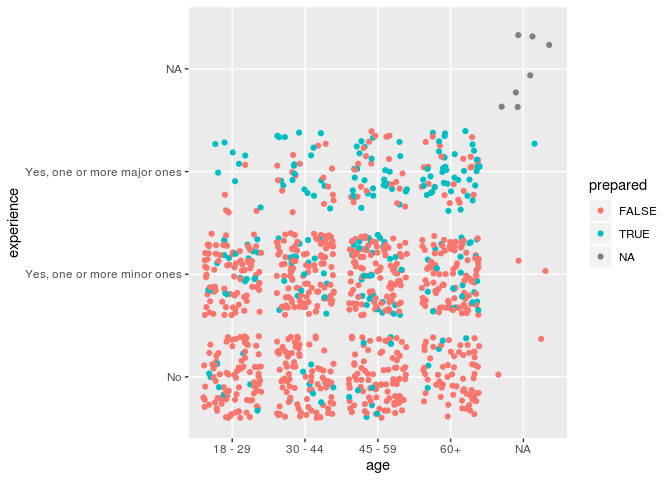 NA
Yes, one or more major ones
Yes, one or more minor ones
No
experience
18 - 29
30 - 44
45 - 59
60+
NA
age
prepared
FALSE
TRUE
NA